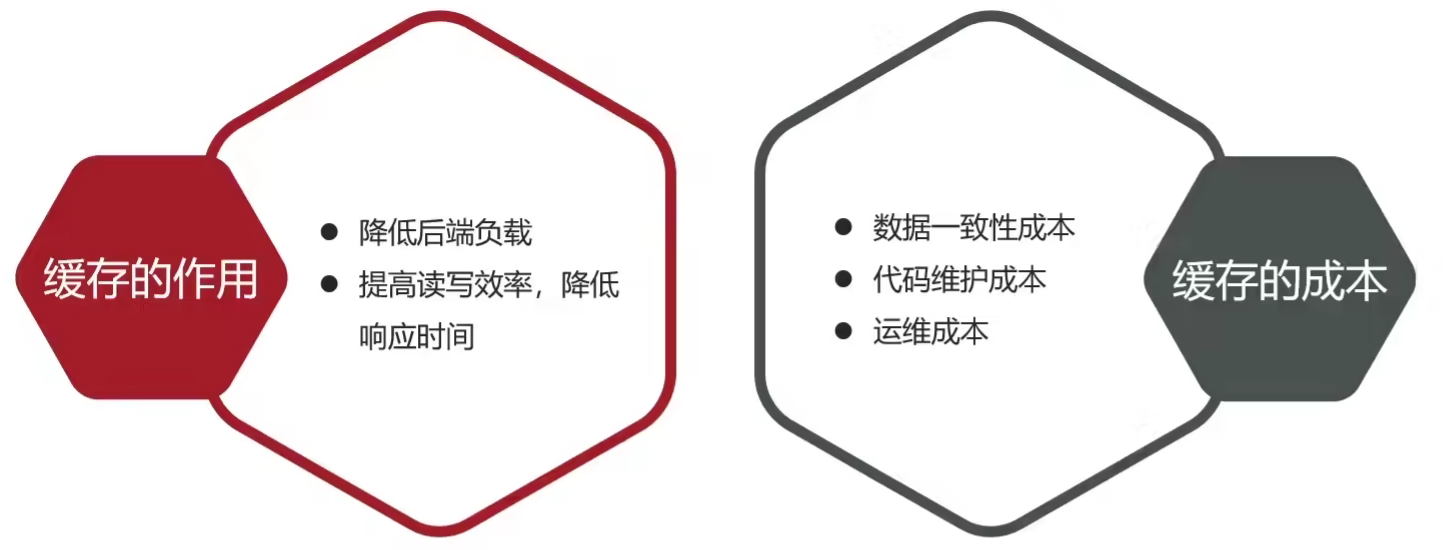 缓存的作用
降低后端负载
提高读写效率，降低
响应时间
数据一致性成本
代码维护成本
运维成本
缓存的成本